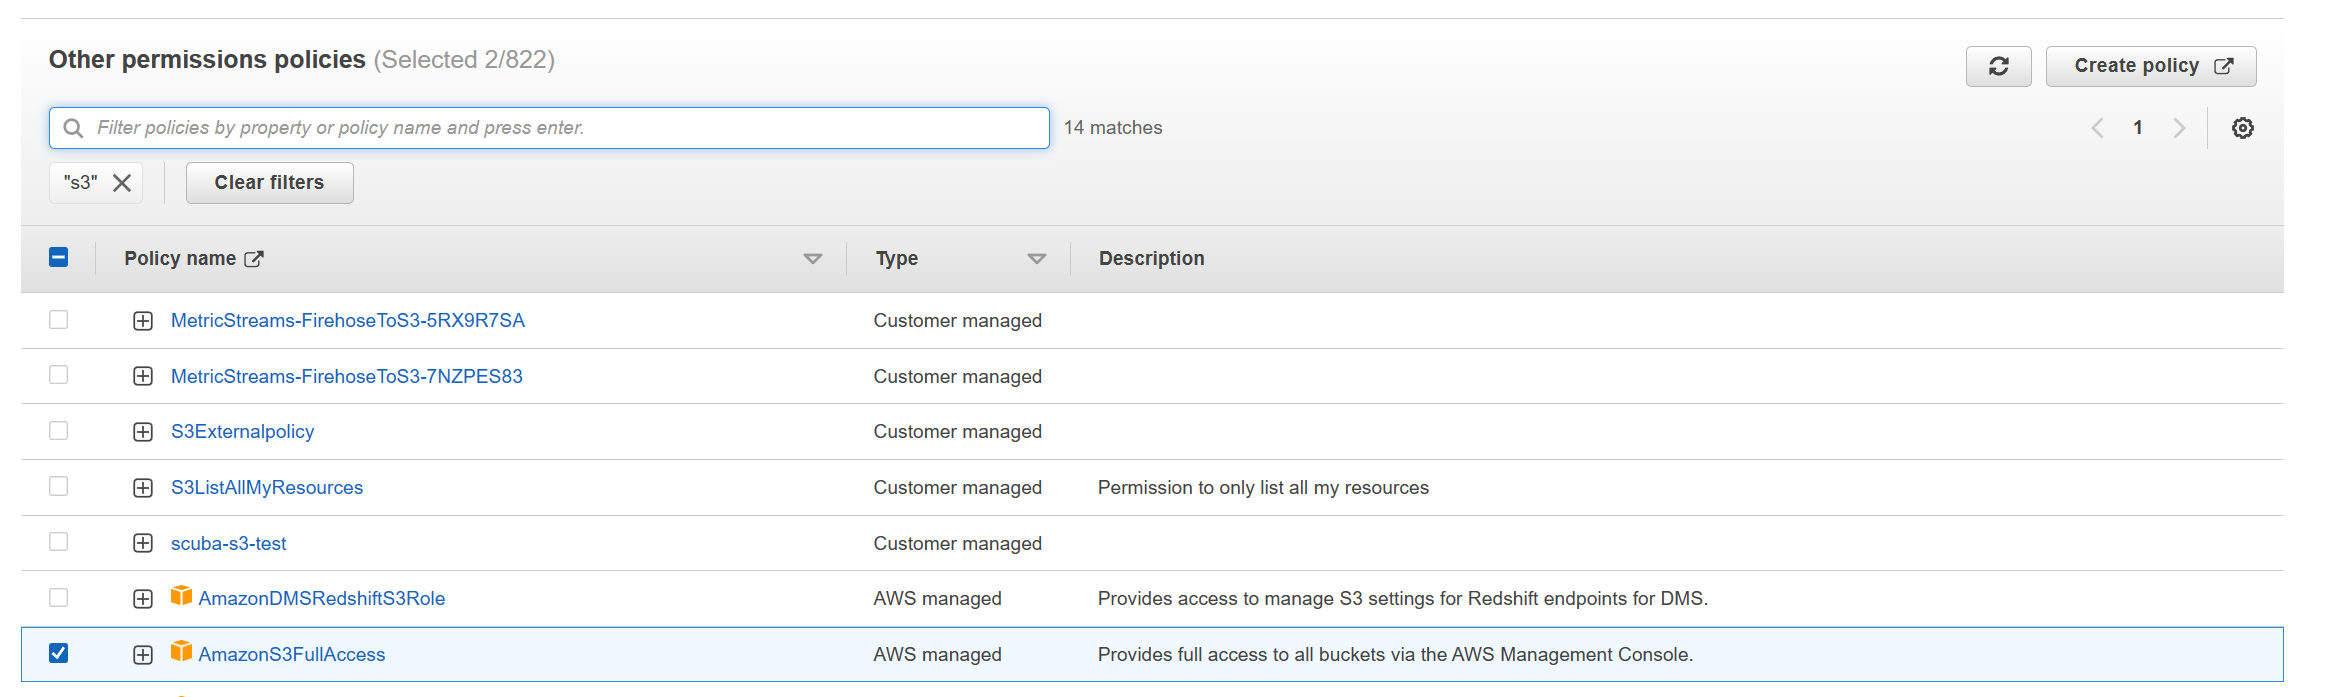 Other permissions policies (Selected 2/822)
Create policy
Filter policies by property or policy name and press enter.
14 matches
1
"s3"
Clear filters
Policy name
Type
Description
MetricStreams-FirehoseToS3-5RX9R7SA
Customer managed
MetricStreams-FirehoseToS3-7NZPES83
Customer managed
S3Externalpolicy
Customer managed
S3ListAllMyResources
Customer managed
Permission to only list all my resources
scuba-s3-test
Customer managed
AmazonDMSRedshiftS3Role
AWS managed
Provides access to manage S3 settings for Redshift endpoints for DMS.
AmazonS3FullAccess
AWS managed
Provides full access to all buckets via the AWS Management Console.